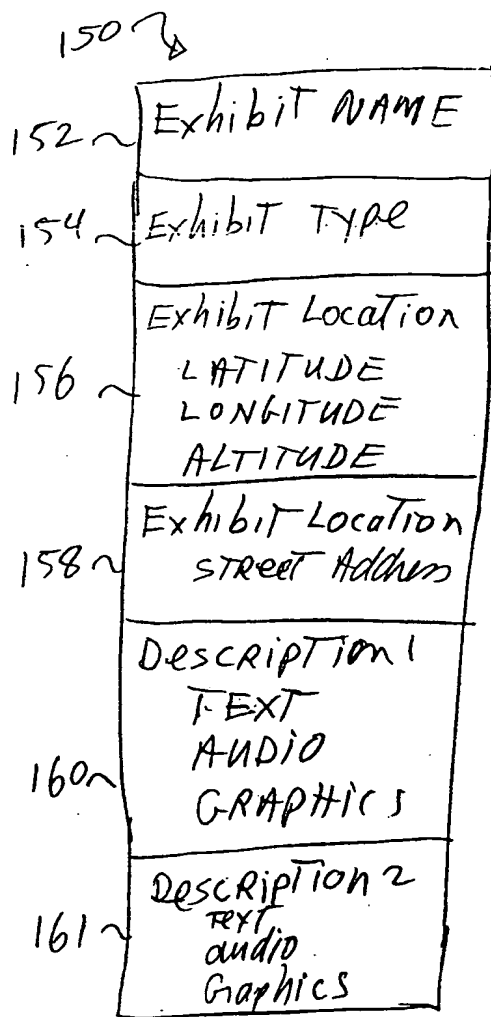 150
152 Exhibit NAME
154 Exhibit Type
Exhibit Location
LATITUDE
156 LONGITUDE
ALTITUDE
Exhibit Location
158 STREET Address
Description 1
TEXT
AUDIO
160 GRAPHICS
Description 2
Text
161 audio
Graphics